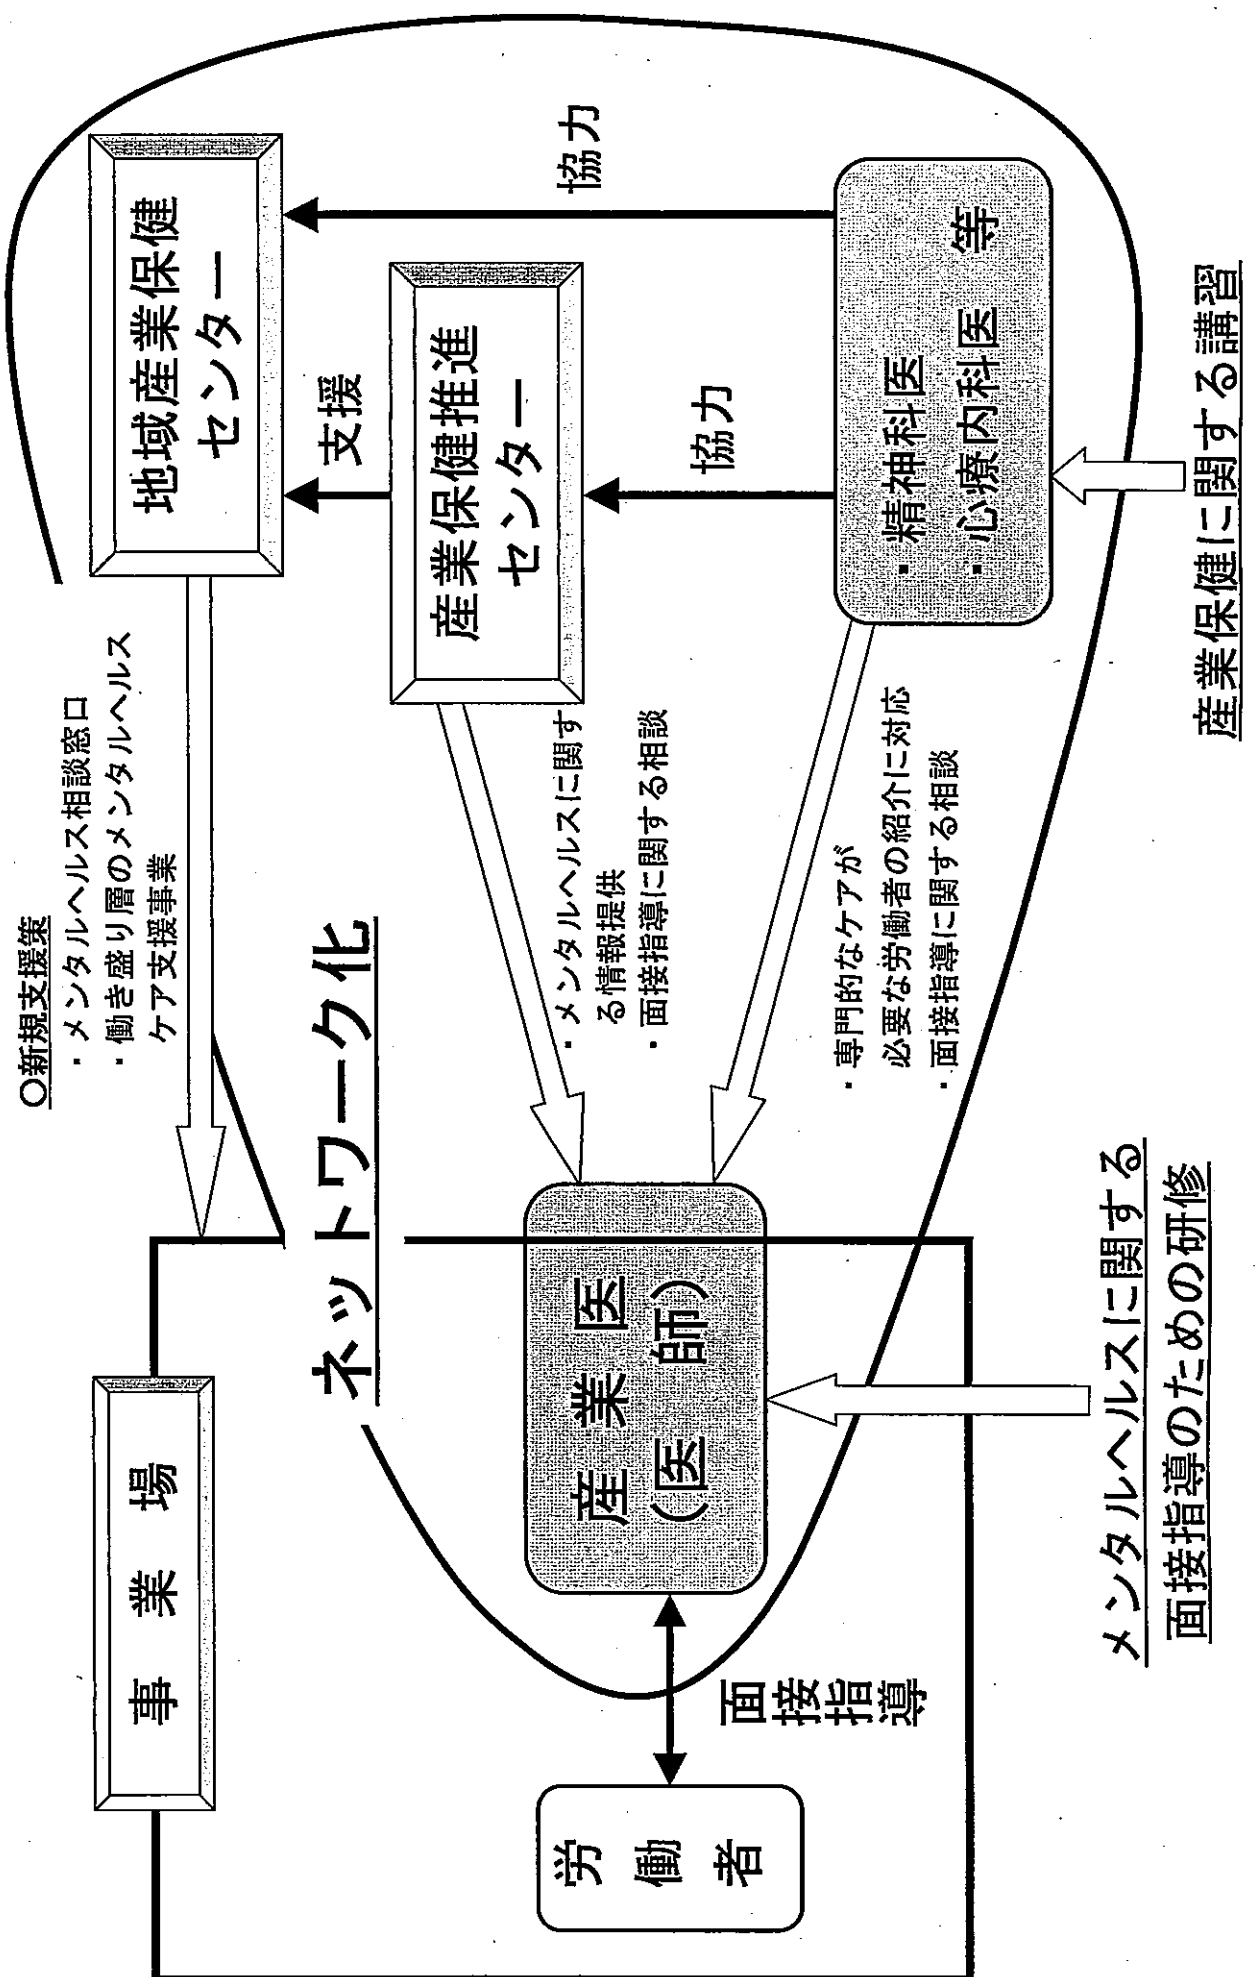 事業場
○新規支援策
・メンタルヘルス相談窓口
・働き盛り層のメンタルヘルス
ケア支援事業
地域産業保健
センター
ネットワーク化
支援
協力
産業保健推進
センター
・メンタルヘルスに関す
る情報提供
・面接指導に関する相談
協力
労働者
面接指導
産業医
（医師）
・専門的なケアが
必要な労働者の紹介に対応
・面接指導に関する相談
・精神科医
・心療内科医 等
メンタルヘルスに関する
面接指導のための研修
産業保健に関する講習